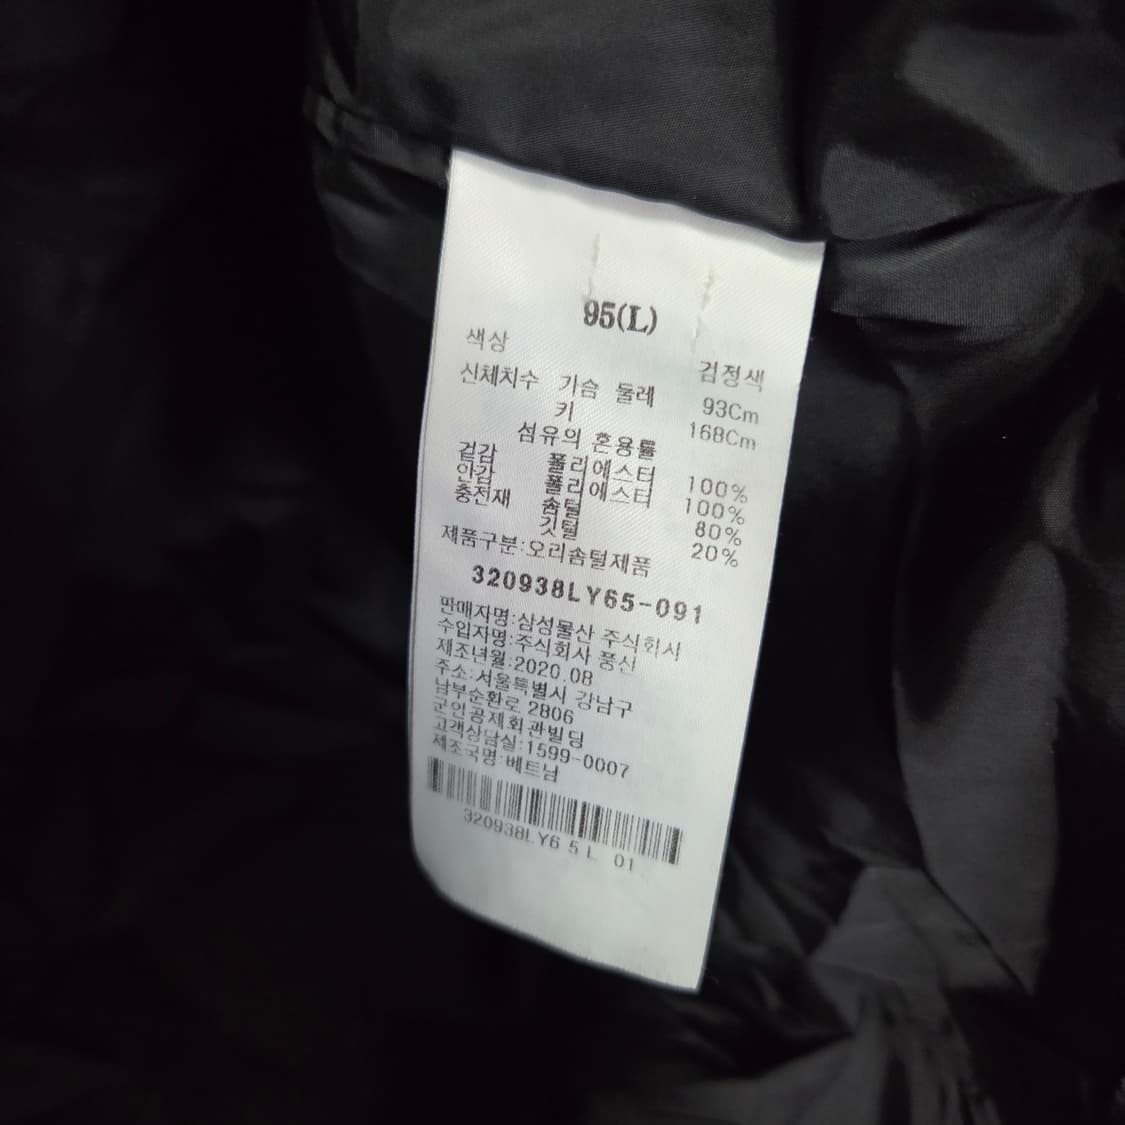 95(L)
색상 검정색
신체치수 가슴 둘레 93Cm
키 168Cm
섬유의 혼용률
겉감 폴리에스터 100%
안감 폴리에스터 100%
충전재 솜털 80%
깃털 20%
제품구분:오리솜털제품
320938LY65-091
판매자명:삼성물산 주식회사
수입자명:주식회사 풍신
제조년월:2020.08
주소:서울특별시 강남구
남부순환로 2806
군인공제회관빌딩
고객상담실:1599-0007
제조국명:베트남
320938LY6 5 L 01